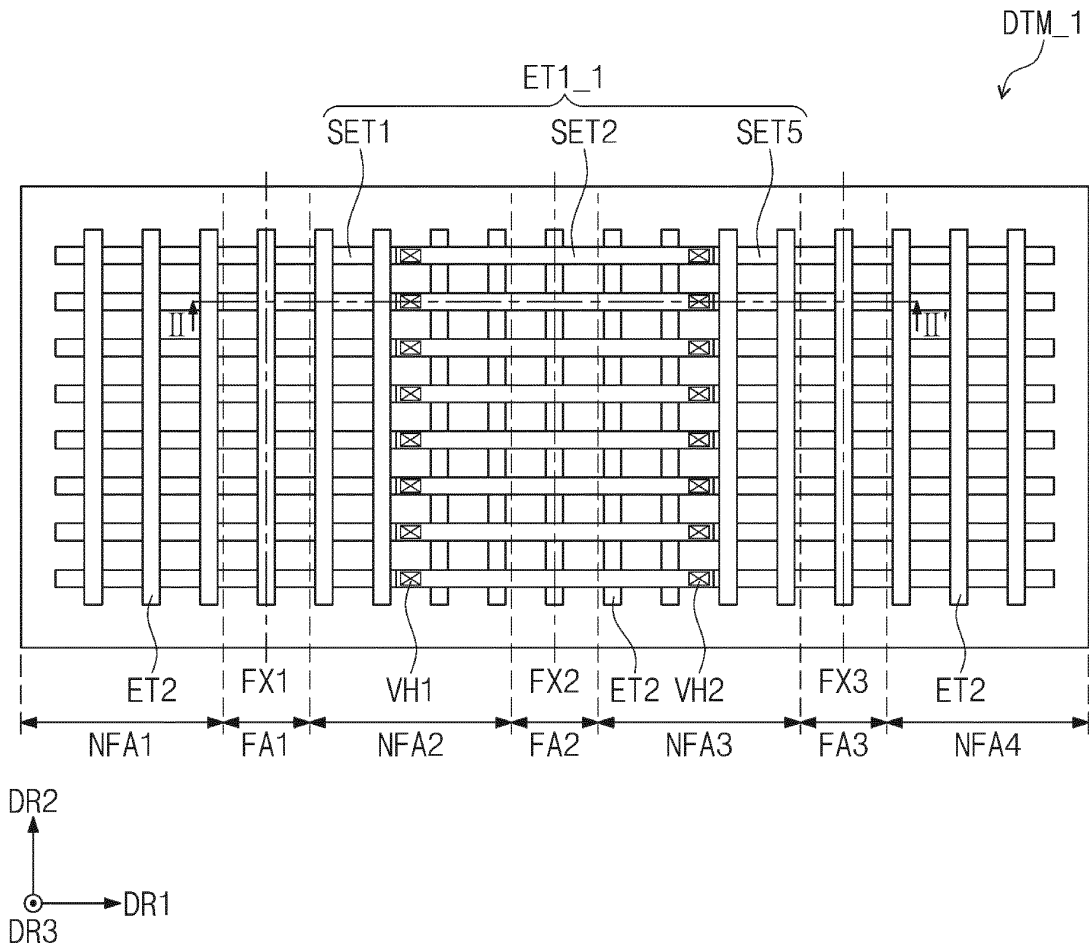 DTM_1
ET1_1
SET1 SET2 SET5
II II'
ET2 FX1 VH1 FX2 ET2 VH2 FX3 ET2
NFA1 FA1 NFA2 FA2 NFA3 FA3 NFA4
DR2
DR1
DR3